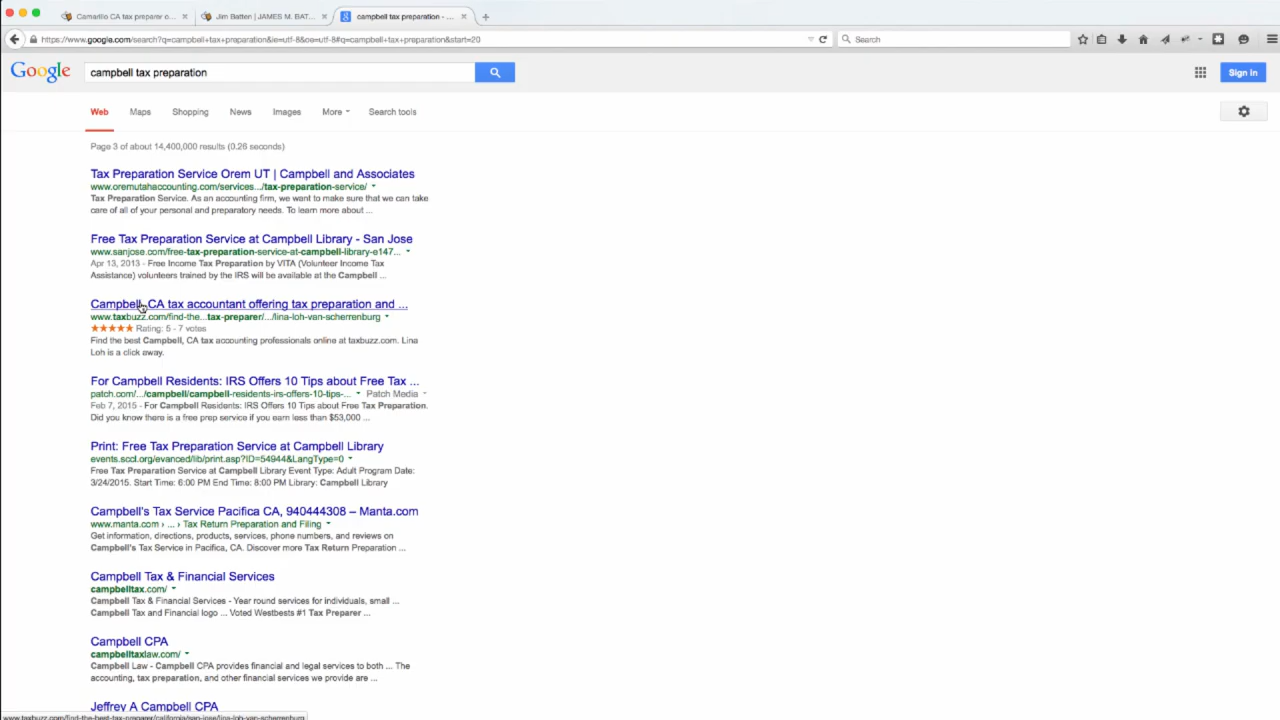 Camarillo CA tax preparer o...
Jim Batten | JAMES M. BAT...
campbell tax preparation - ...
https://www.google.com/search?q=campbell+tax+preparation&ie=utf-8&oe=utf-8#q=campbell+tax+preparation&start=20
Search
Google
campbell tax preparation
Sign in
Web Maps Shopping News Images More Search tools
Page 3 of about 14,400,000 results (0.26 seconds)
Tax Preparation Service Orem UT | Campbell and Associates
www.oremutahaccounting.com/services.../tax-preparation-service/
Tax Preparation Service. As an accounting firm, we want to make sure that we can take
care of all of your personal and preparatory needs. To learn more about ...
Free Tax Preparation Service at Campbell Library - San Jose
www.sanjose.com/free-tax-preparation-service-at-campbell-library-e147...
Apr 13, 2013 - Free Income Tax Preparation by VITA (Volunteer Income Tax
Assistance) volunteers trained by the IRS will be available at the Campbell ...
Campbell, CA tax accountant offering tax preparation and ...
www.taxbuzz.com/find-the...tax-preparer/.../lina-loh-van-scherrenburg
Rating: 5 - 7 votes
Find the best Campbell, CA tax accounting professionals online at taxbuzz.com. Lina
Loh is a click away.
For Campbell Residents: IRS Offers 10 Tips about Free Tax ...
patch.com/.../campbell/campbell-residents-irs-offers-10-tips-... Patch Media
Feb 7, 2015 - For Campbell Residents: IRS Offers 10 Tips about Free Tax Preparation.
Did you know there is a free prep service if you earn less than $53,000 ...
Print: Free Tax Preparation Service at Campbell Library
events.sccl.org/evanced/lib/print.asp?ID=54944&LangType=0
Free Tax Preparation Service at Campbell Library Event Type: Adult Program Date:
3/24/2015. Start Time: 6:00 PM End Time: 8:00 PM Library: Campbell Library
Campbell's Tax Service Pacifica CA, 940444308 – Manta.com
www.manta.com › ... › Tax Return Preparation and Filing
Get information, directions, products, services, phone numbers, and reviews on
Campbell's Tax Service in Pacifica, CA. Discover more Tax Return Preparation ...
Campbell Tax & Financial Services
campbelltax.com/
Campbell Tax & Financial Services - Year round services for individuals, small ...
Campbell Tax and Financial logo ... Voted Westbests #1 Tax Preparer ...
Campbell CPA
campbelltaxlaw.com/
Campbell Law - Campbell CPA provides financial and legal services to both ... The
accounting, tax preparation, and other financial services we provide are ...
Jeffrey A Campbell CPA
www.taxbuzz.com/find-the-best-tax-preparer/california/san-jose/lina-loh-van-scherrenburg